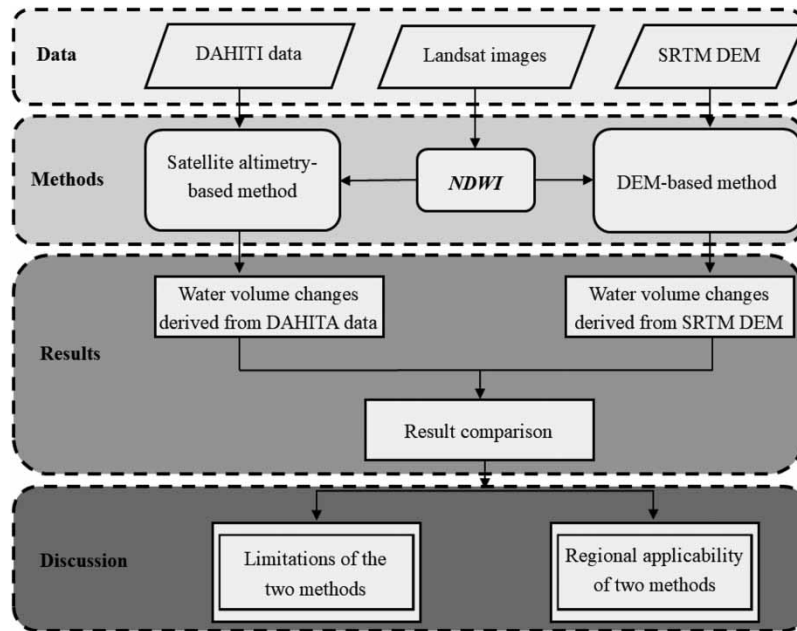 Data
DAHITI data
Landsat images
SRTM DEM
Methods
Satellite altimetry-
based method
NDWI
DEM-based method
Results
Water volume changes
derived from DAHITA data
Water volume changes
derived from SRTM DEM
Result comparison
Discussion
Limitations of the
two methods
Regional applicability
of two methods